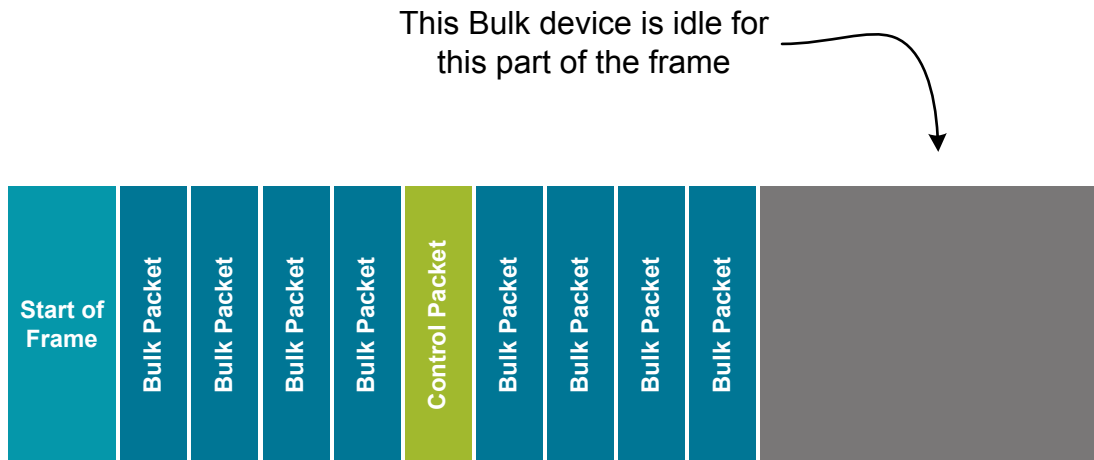 This Bulk device is idle for
this part of the frame
Start of
Frame
Bulk Packet
Bulk Packet
Bulk Packet
Bulk Packet
Control Packet
Bulk Packet
Bulk Packet
Bulk Packet
Bulk Packet